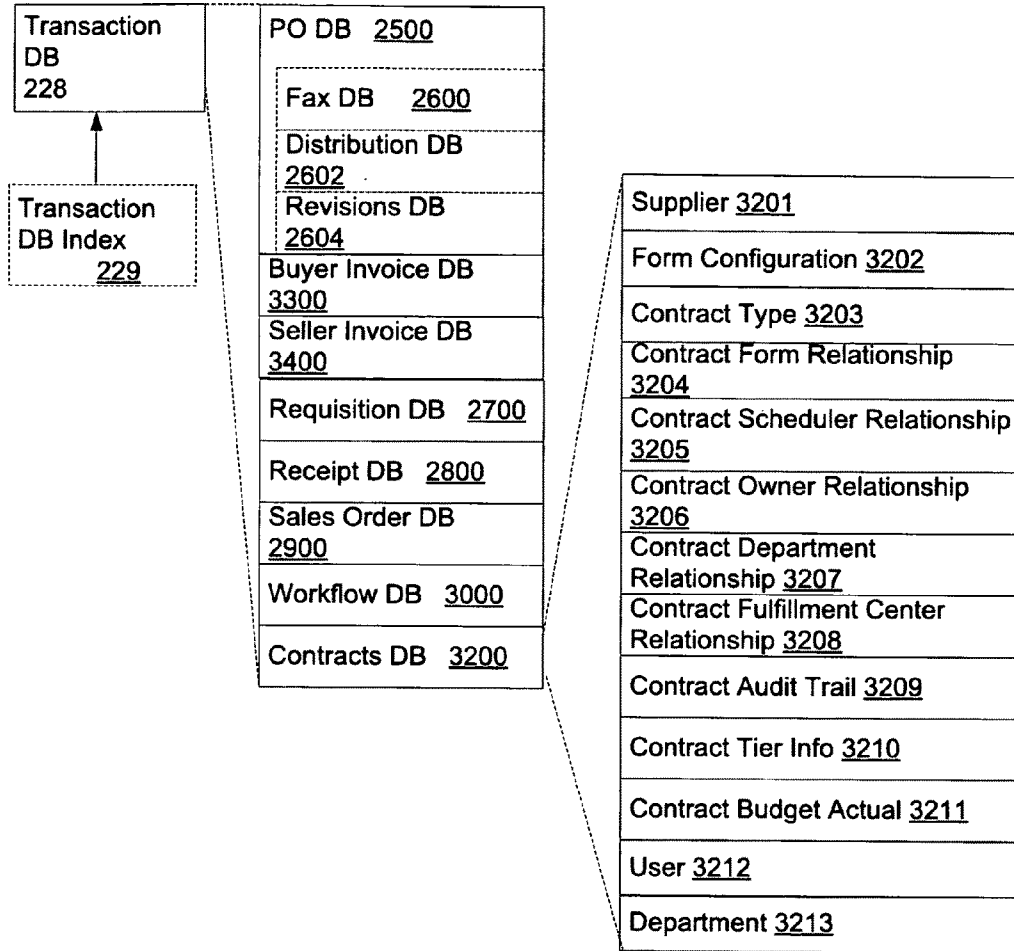 Transaction
DB
228
Transaction
DB Index
229
PO DB 2500
Fax DB 2600
Distribution DB
2602
Revisions DB
2604
Buyer Invoice DB
3300
Seller Invoice DB
3400
Requisition DB 2700
Receipt DB 2800
Sales Order DB
2900
Workflow DB 3000
Contracts DB 3200
Supplier 3201
Form Configuration 3202
Contract Type 3203
Contract Form Relationship
3204
Contract Scheduler Relationship
3205
Contract Owner Relationship
3206
Contract Department
Relationship 3207
Contract Fulfillment Center
Relationship 3208
Contract Audit Trail 3209
Contract Tier Info 3210
Contract Budget Actual 3211
User 3212
Department 3213